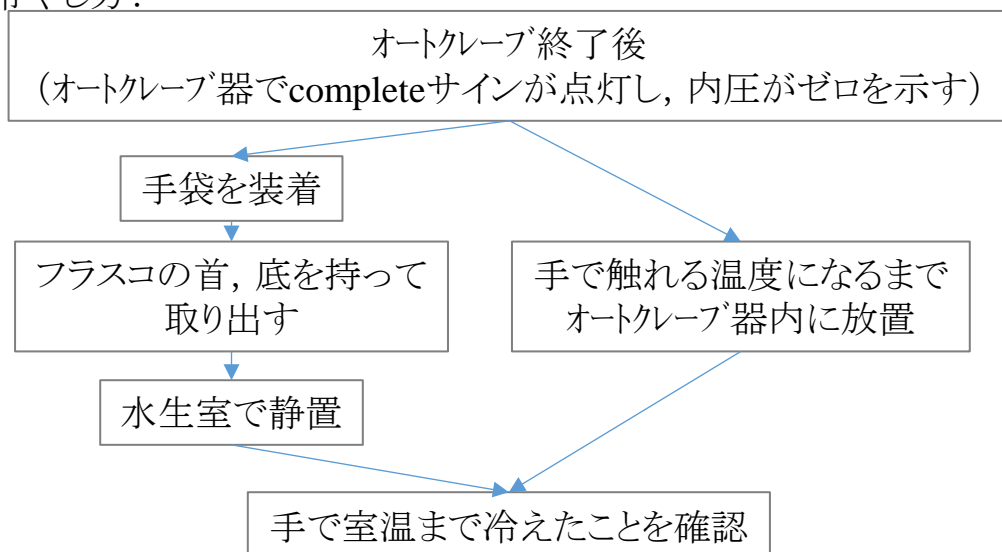 やし方：
オートクレーブ終了後
（オートクレーブ器でcompleteサインが点灯し，内圧がゼロを示す）
手袋を装着
フラスコの首，底を持って
取り出す
水生室で静置
手で触れる温度になるまで
オートクレーブ器内に放置
手で室温まで冷えたことを確認